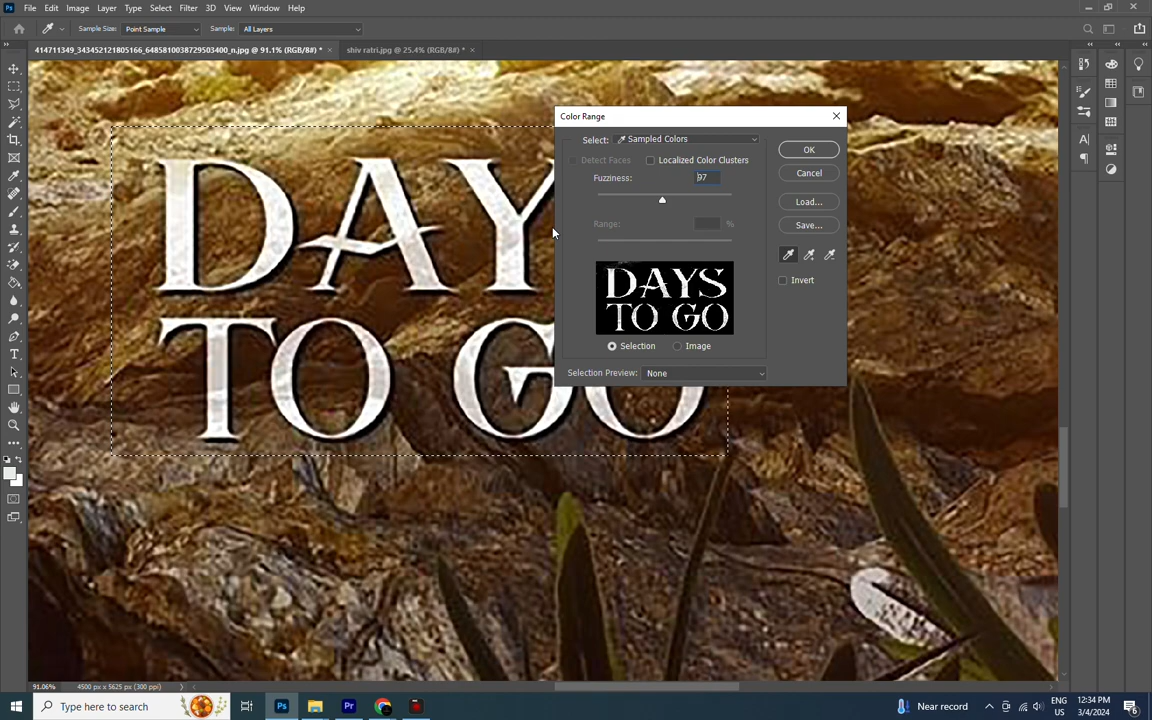 Ps File Edit Image Layer Type Select Filter 3D View Window Help
Sample Size: Point Sample Sample: All Layers
414711349_343452121805166_6485810038729503400_n.jpg @ 91.1% (RGB/8#) * × shiv ratri.jpg @ 25.4% (RGB/8#) * ×
DAYS
TO GO
Color Range
Select: Sampled Colors
OK
Detect Faces Localized Color Clusters
Cancel
Fuzziness: 97
Load...
Range: %
Save...
Invert
DAYS
TO GO
Selection Image
Selection Preview: None
91.06% 4500 px x 5625 px (300 ppi)
Type here to search
Ps
Pr
Near record
ENG
US
12:34 PM
3/4/2024
6